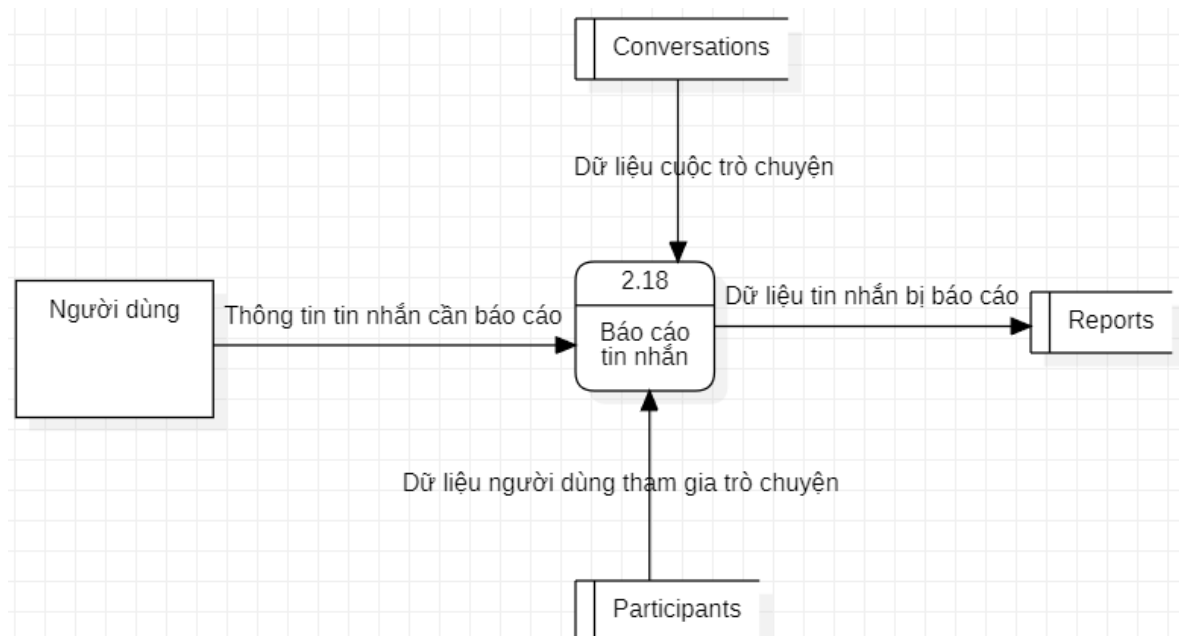 Conversations
Dữ liệu cuộc trò chuyện
2.18
Người dùng
Thông tin tin nhắn cần báo cáo
Báo cáo
tin nhắn
Dữ liệu tin nhắn bị báo cáo
Reports
Dữ liệu người dùng tham gia trò chuyện
Participants